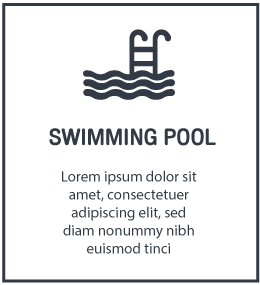 SWIMMING POOL
Lorem ipsum dolor sit
amet, consectetuer
adipiscing elit, sed
diam nonummy nibh
euismod tinci